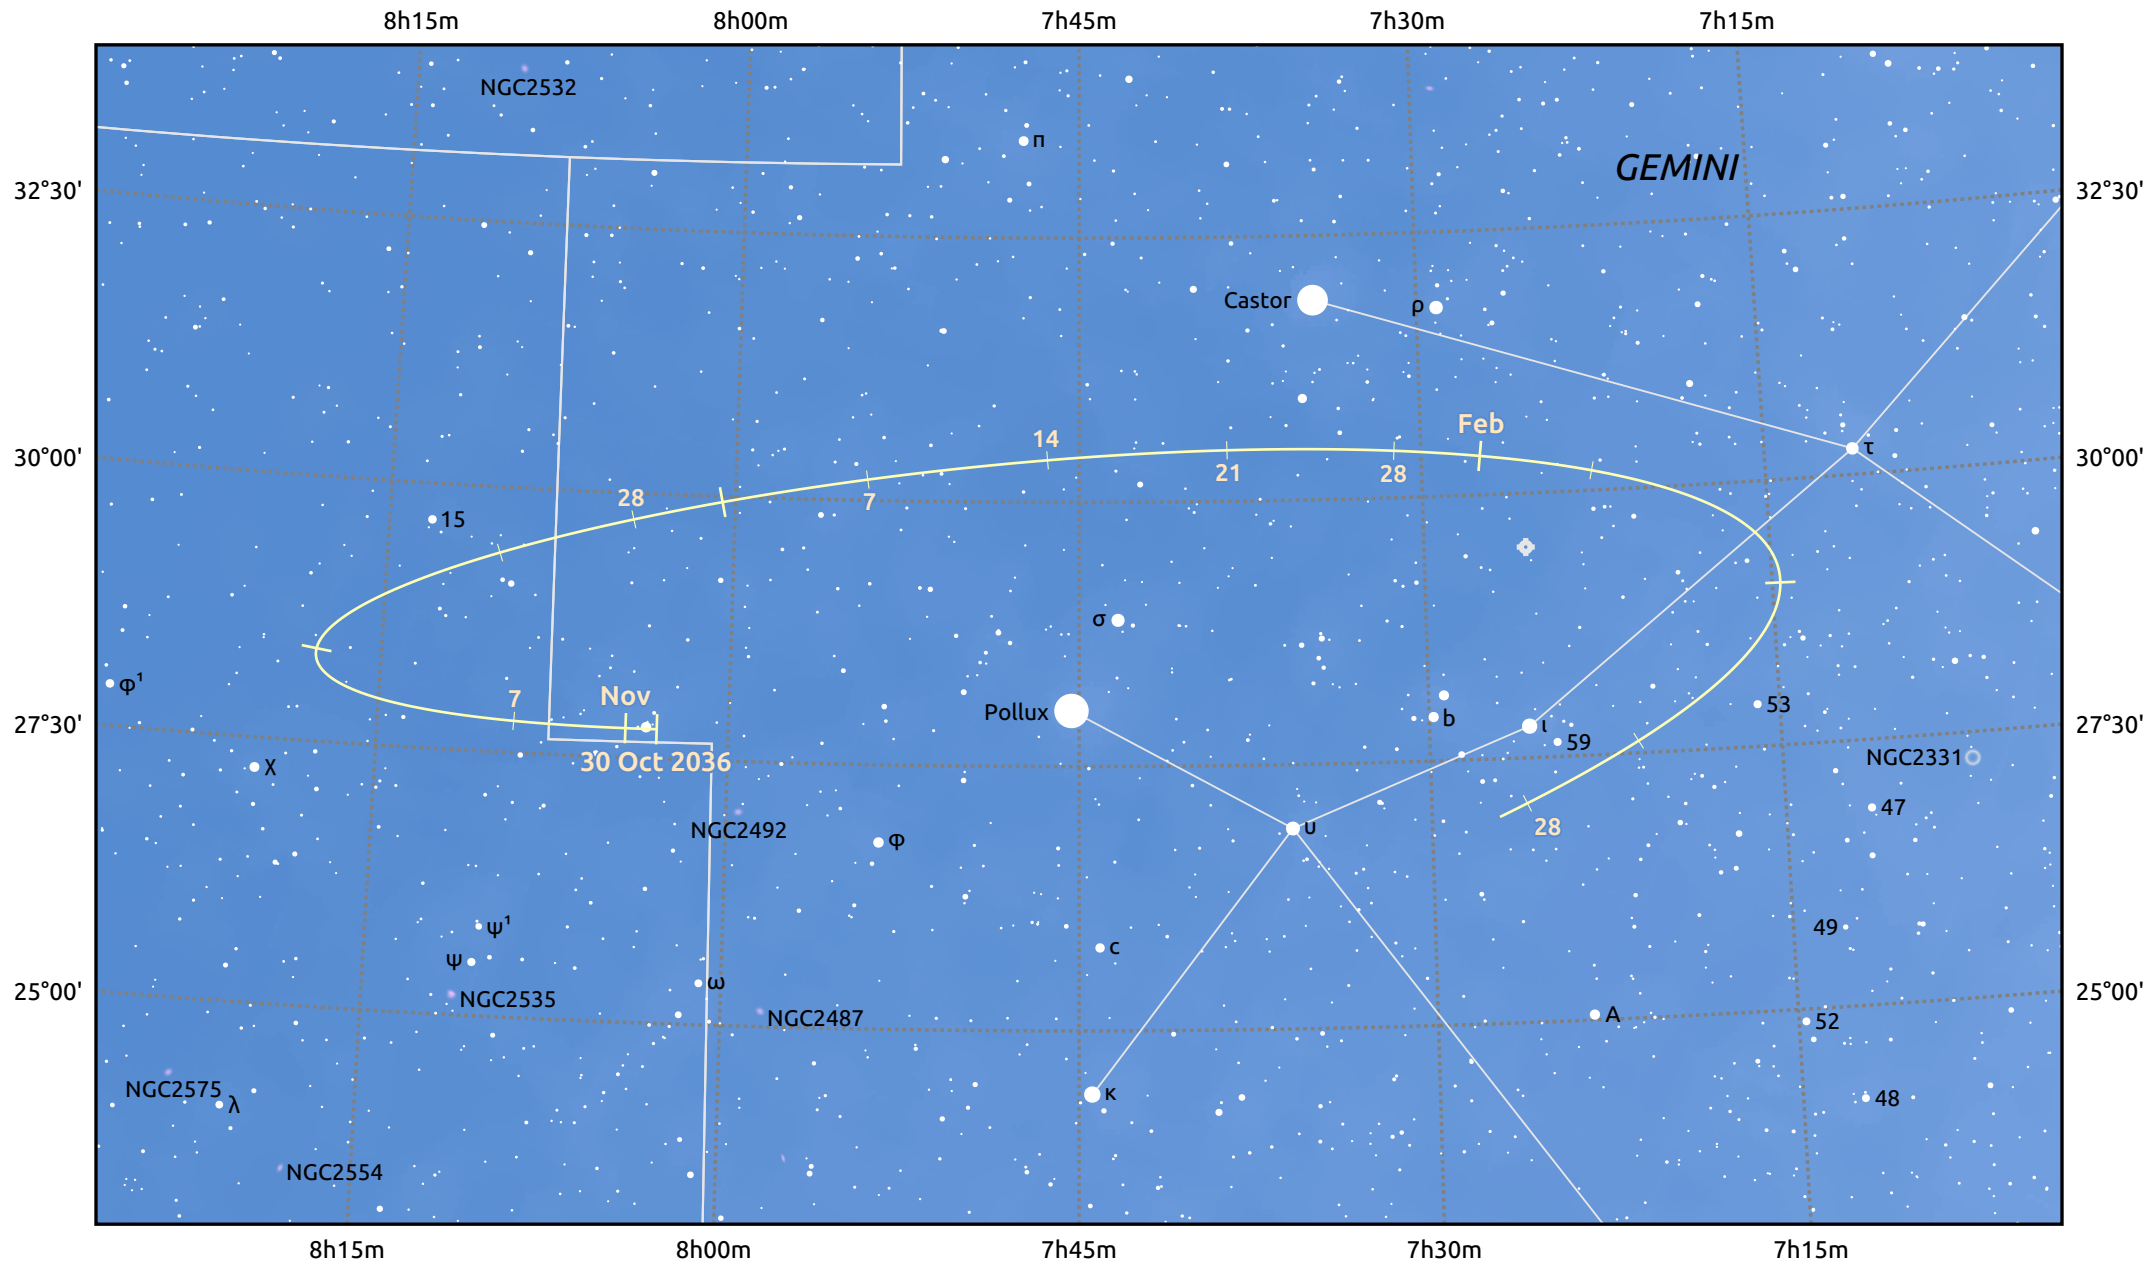 8h15m 8h00m 7h45m 7h30m 7h15m
NGC2532
π
GEMINI
32°30' 32°30'
Castor ρ
Feb
14
τ
30°00' 21 28 30°00'
28 7
15
σ
φ¹
Nov
7
Pollux b ι 53
27°30' 59 27°30'
χ 30 Oct 2036 NGC2331
47
NGC2492 φ υ 28
ψ¹ 49
ψ c
ω
25°00' NGC2535 25°00'
NGC2487 A 52
NGC2575 λ κ 48
NGC2554
8h15m 8h00m 7h45m 7h30m 7h15m